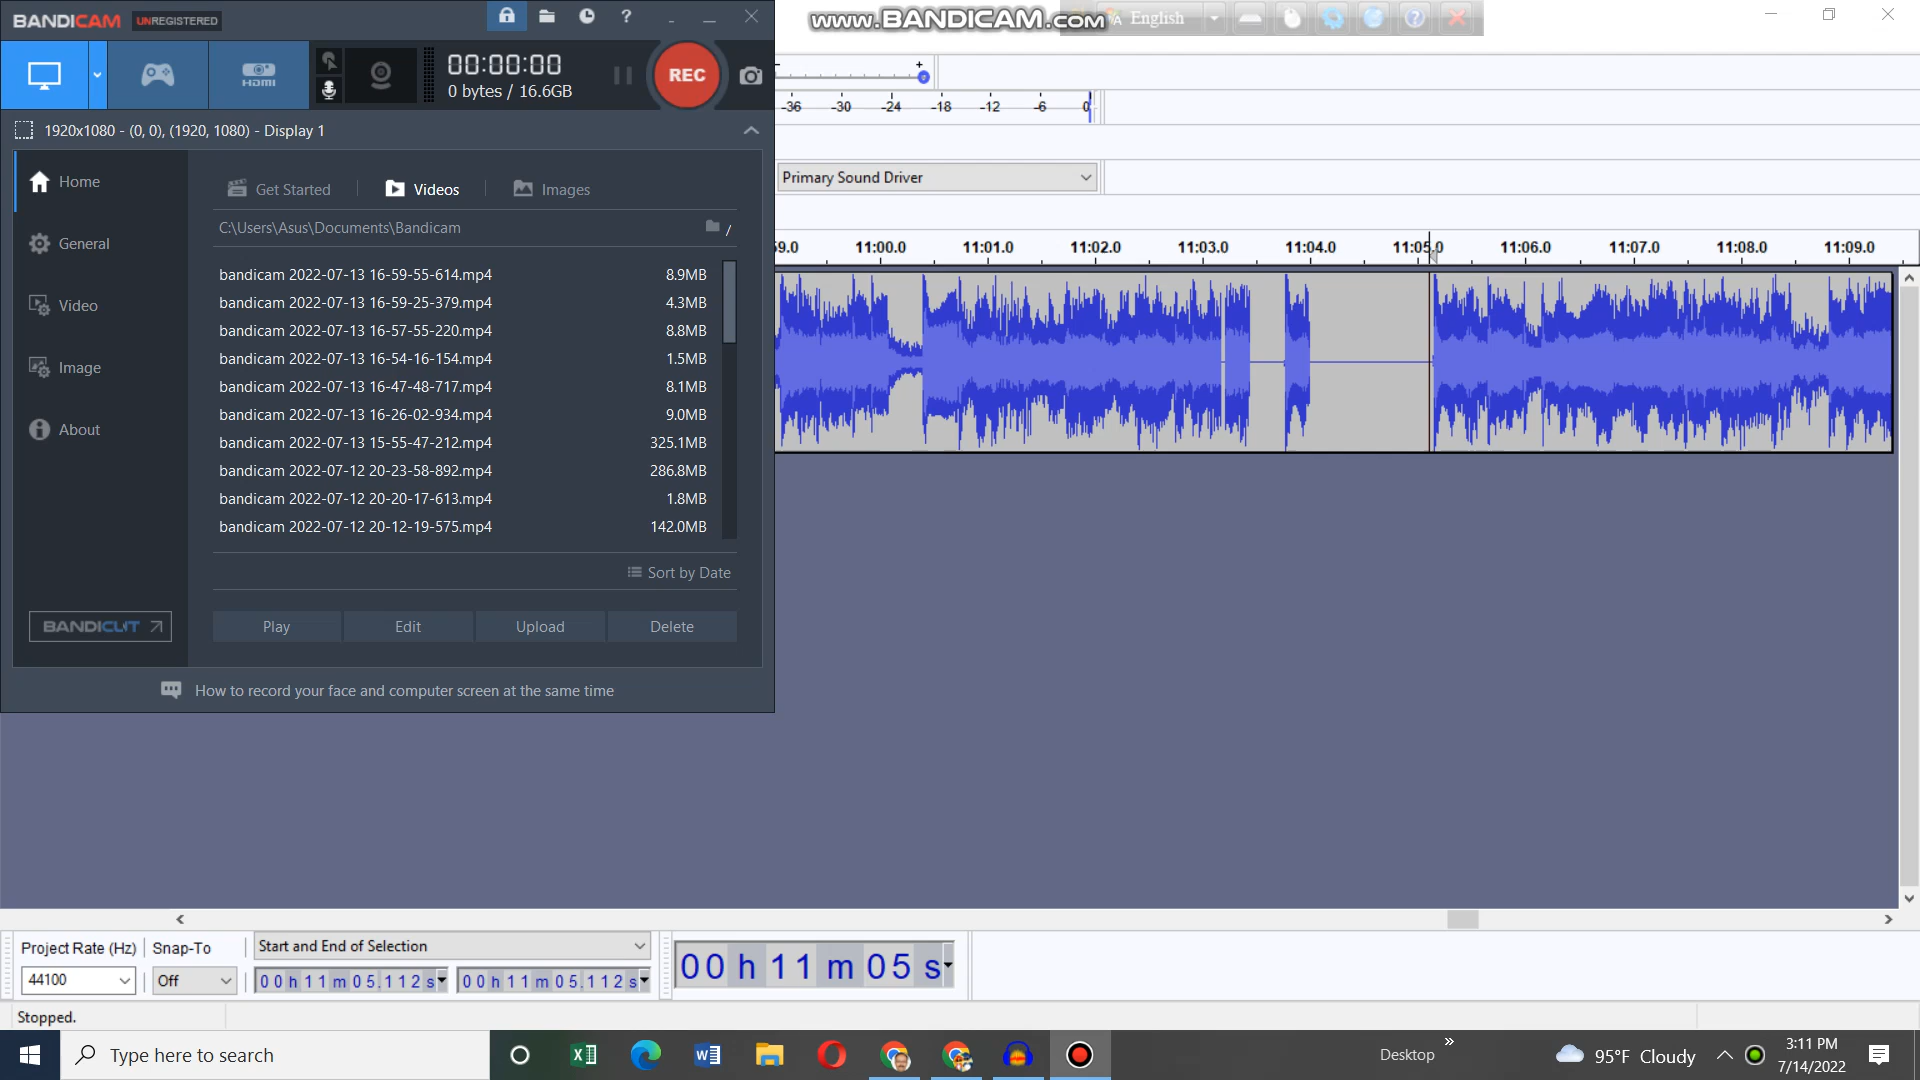 BANDICAM UNREGISTERED
?
www.BANDICAM.com
English
HDMI
00:00:00
0 bytes / 16.6GB
REC
1920x1080 - (0, 0), (1920, 1080) - Display 1
Home
General
Video
Image
About
BANDICUT
Get Started
Videos
Images
C:\Users\Asus\Documents\Bandicam
bandicam 2022-07-13 16-59-55-614.mp4 8.9MB
bandicam 2022-07-13 16-59-25-379.mp4 4.3MB
bandicam 2022-07-13 16-57-55-220.mp4 8.8MB
bandicam 2022-07-13 16-54-16-154.mp4 1.5MB
bandicam 2022-07-13 16-47-48-717.mp4 8.1MB
bandicam 2022-07-13 16-26-02-934.mp4 9.0MB
bandicam 2022-07-13 15-55-47-212.mp4 325.1MB
bandicam 2022-07-12 20-23-58-892.mp4 286.8MB
bandicam 2022-07-12 20-20-17-613.mp4 1.8MB
bandicam 2022-07-12 20-12-19-575.mp4 142.0MB
Sort by Date
Play Edit Upload Delete
How to record your face and computer screen at the same time
-36 -30 -24 -18 -12 -6 0
Primary Sound Driver
59.0 11:00.0 11:01.0 11:02.0 11:03.0 11:04.0 11:05.0 11:06.0 11:07.0 11:08.0 11:09.0
Project Rate (Hz) Snap-To Start and End of Selection
44100 Off 00 h 11 m 05.112 s 00 h 11 m 05.112 s
00 h 11 m 05 s
Stopped.
Type here to search
Desktop
95°F Cloudy
3:11 PM
7/14/2022